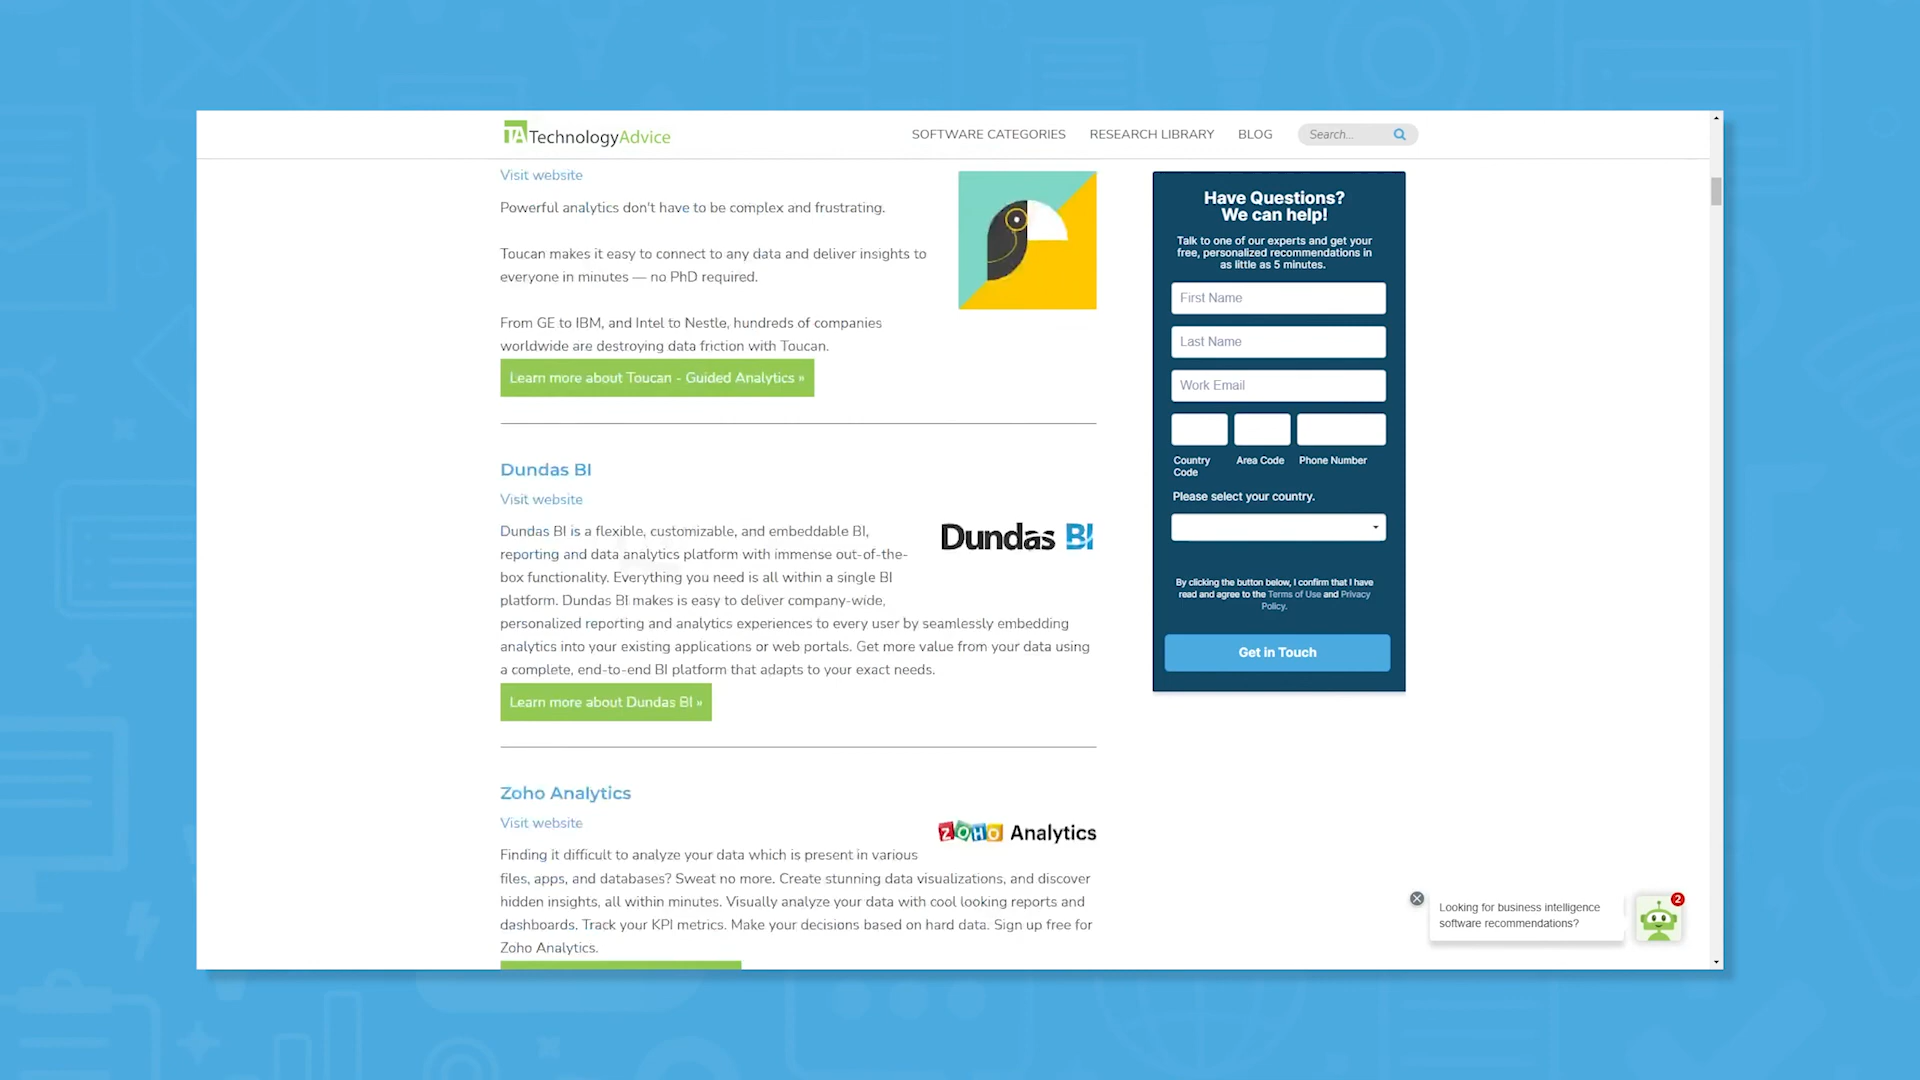 TA TechnologyAdvice
SOFTWARE CATEGORIES
RESEARCH LIBRARY
BLOG
Search...
Visit website
Powerful analytics don't have to be complex and frustrating.
Toucan makes it easy to connect to any data and deliver insights to
everyone in minutes — no PhD required.
From GE to IBM, and Intel to Nestle, hundreds of companies
worldwide are destroying data friction with Toucan.
Learn more about Toucan - Guided Analytics »
Dundas BI
Visit website
Dundas BI
Dundas BI is a flexible, customizable, and embeddable BI,
reporting and data analytics platform with immense out-of-the-
box functionality. Everything you need is all within a single BI
platform. Dundas BI makes is easy to deliver company-wide,
personalized reporting and analytics experiences to every user by seamlessly embedding
analytics into your existing applications or web portals. Get more value from your data using
a complete, end-to-end BI platform that adapts to your exact needs.
Learn more about Dundas BI »
Zoho Analytics
Visit website
ZOHO Analytics
Finding it difficult to analyze your data which is present in various
files, apps, and databases? Sweat no more. Create stunning data visualizations, and discover
hidden insights, all within minutes. Visually analyze your data with cool looking reports and
dashboards. Track your KPI metrics. Make your decisions based on hard data. Sign up free for
Zoho Analytics.
Have Questions?
We can help!
Talk to one of our experts and get your
free, personalized recommendations in
as little as 5 minutes.
First Name
Last Name
Work Email
Country
Code
Area Code
Phone Number
Please select your country.
By clicking the button below, I confirm that I have
read and agree to the Terms of Use and Privacy
Policy.
Get in Touch
Looking for business intelligence
software recommendations?
2